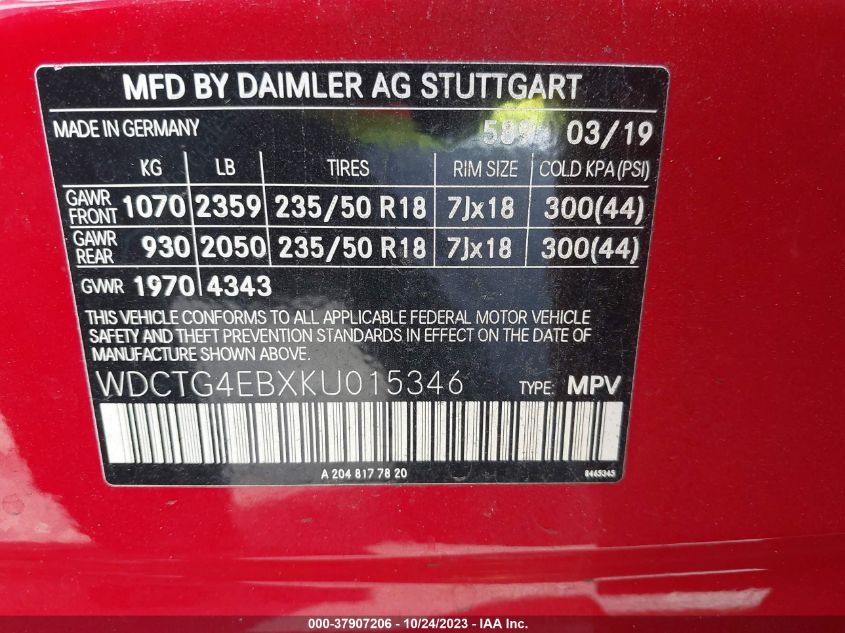 MFD BY DAIMLER AG STUTTGART
MADE IN GERMANY 589 03/19
KG LB TIRES RIM SIZE COLD KPA (PSI)
GAWR FRONT 1070 2359 235/50 R18 7Jx18 300(44)
GAWR REAR 930 2050 235/50 R18 7Jx18 300(44)
GVWR 1970 4343
THIS VEHICLE CONFORMS TO ALL APPLICABLE FEDERAL MOTOR VEHICLE
SAFETY AND THEFT PREVENTION STANDARDS IN EFFECT ON THE DATE OF
MANUFACTURE SHOWN ABOVE.
WDCTG4EBXKU015346 TYPE: MPV
A 204 817 78 20
000-37907206 - 10/24/2023 - IAA Inc.